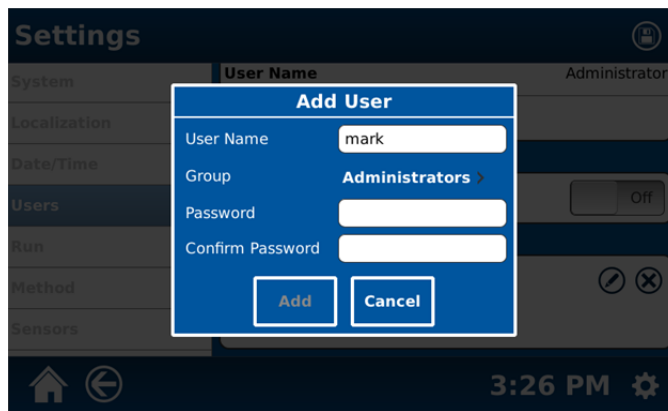 Settings
System
Localization
Date/Time
Users
Run
Method
Sensors
User Name Administrator
Off
Add User
User Name mark
Group Administrators >
Password
Confirm Password
Add Cancel
3:26 PM